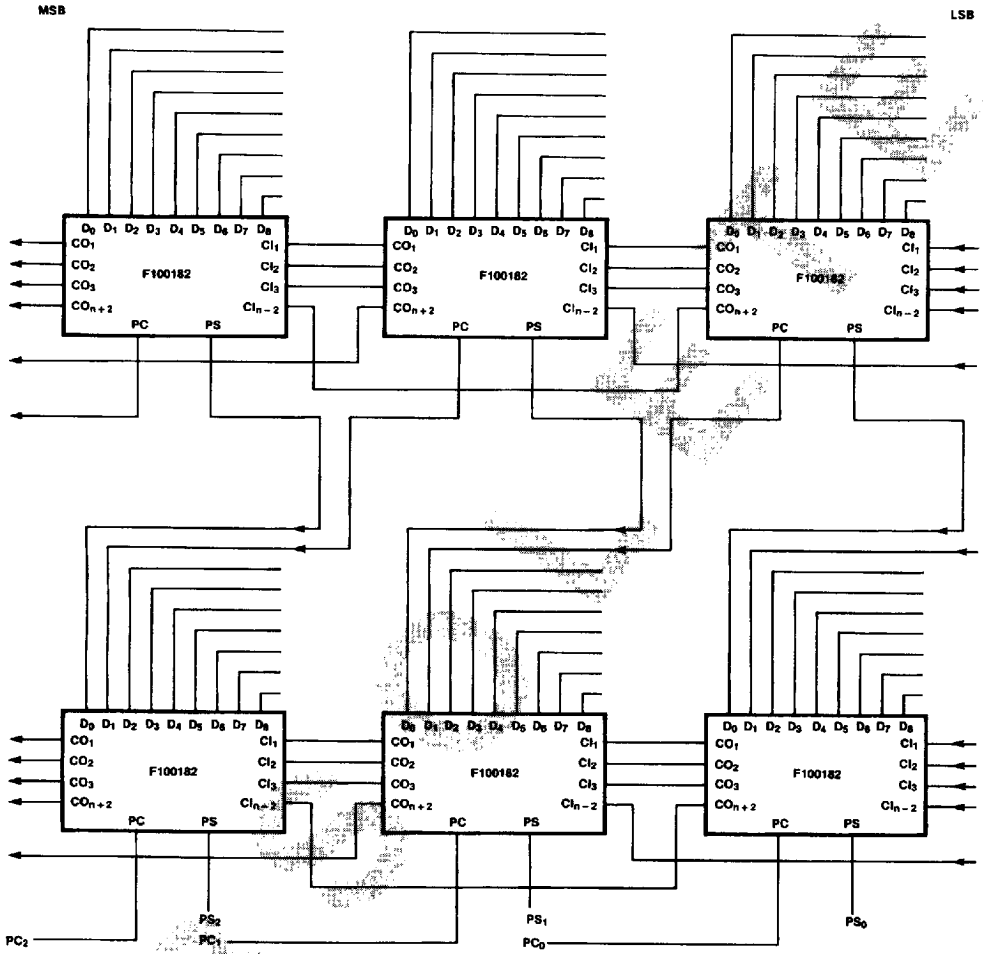 MSB LSB
D₀ D₁ D₂ D₃ D₄ D₅ D₆ D₇ D₈ D₀ D₁ D₂ D₃ D₄ D₅ D₆ D₇ D₈ D₀ D₁ D₂ D₃ D₄ D₅ D₆ D₇ D₈
CO₁ CI₁ CO₁ CI₁ CO₁ CI₁
CO₂ CI₂ CO₂ CI₂ CO₂ CI₂
F100182 F100182 F100182
CO₃ CI₃ CO₃ CI₃ CO₃ CI₃
COₙ₊₂ CIₙ₋₂ COₙ₊₂ CIₙ₋₂ COₙ₊₂ CIₙ₋₂
PC PS PC PS PC PS
D₀ D₁ D₂ D₃ D₄ D₅ D₆ D₇ D₈ D₀ D₁ D₂ D₃ D₄ D₅ D₆ D₇ D₈ D₀ D₁ D₂ D₃ D₄ D₅ D₆ D₇ D₈
CO₁ CI₁ CO₁ CI₁ CO₁ CI₁
CO₂ CI₂ CO₂ CI₂ CO₂ CI₂
F100182 F100182 F100182
CO₃ CI₃ CO₃ CI₃ CO₃ CI₃
COₙ₊₂ CIₙ₋₂ COₙ₊₂ CIₙ₋₂ COₙ₊₂ CIₙ₋₂
PC PS PC PS PC PS
PS₂ PS₁ PS₀
PC₂ PC₁ PC₀